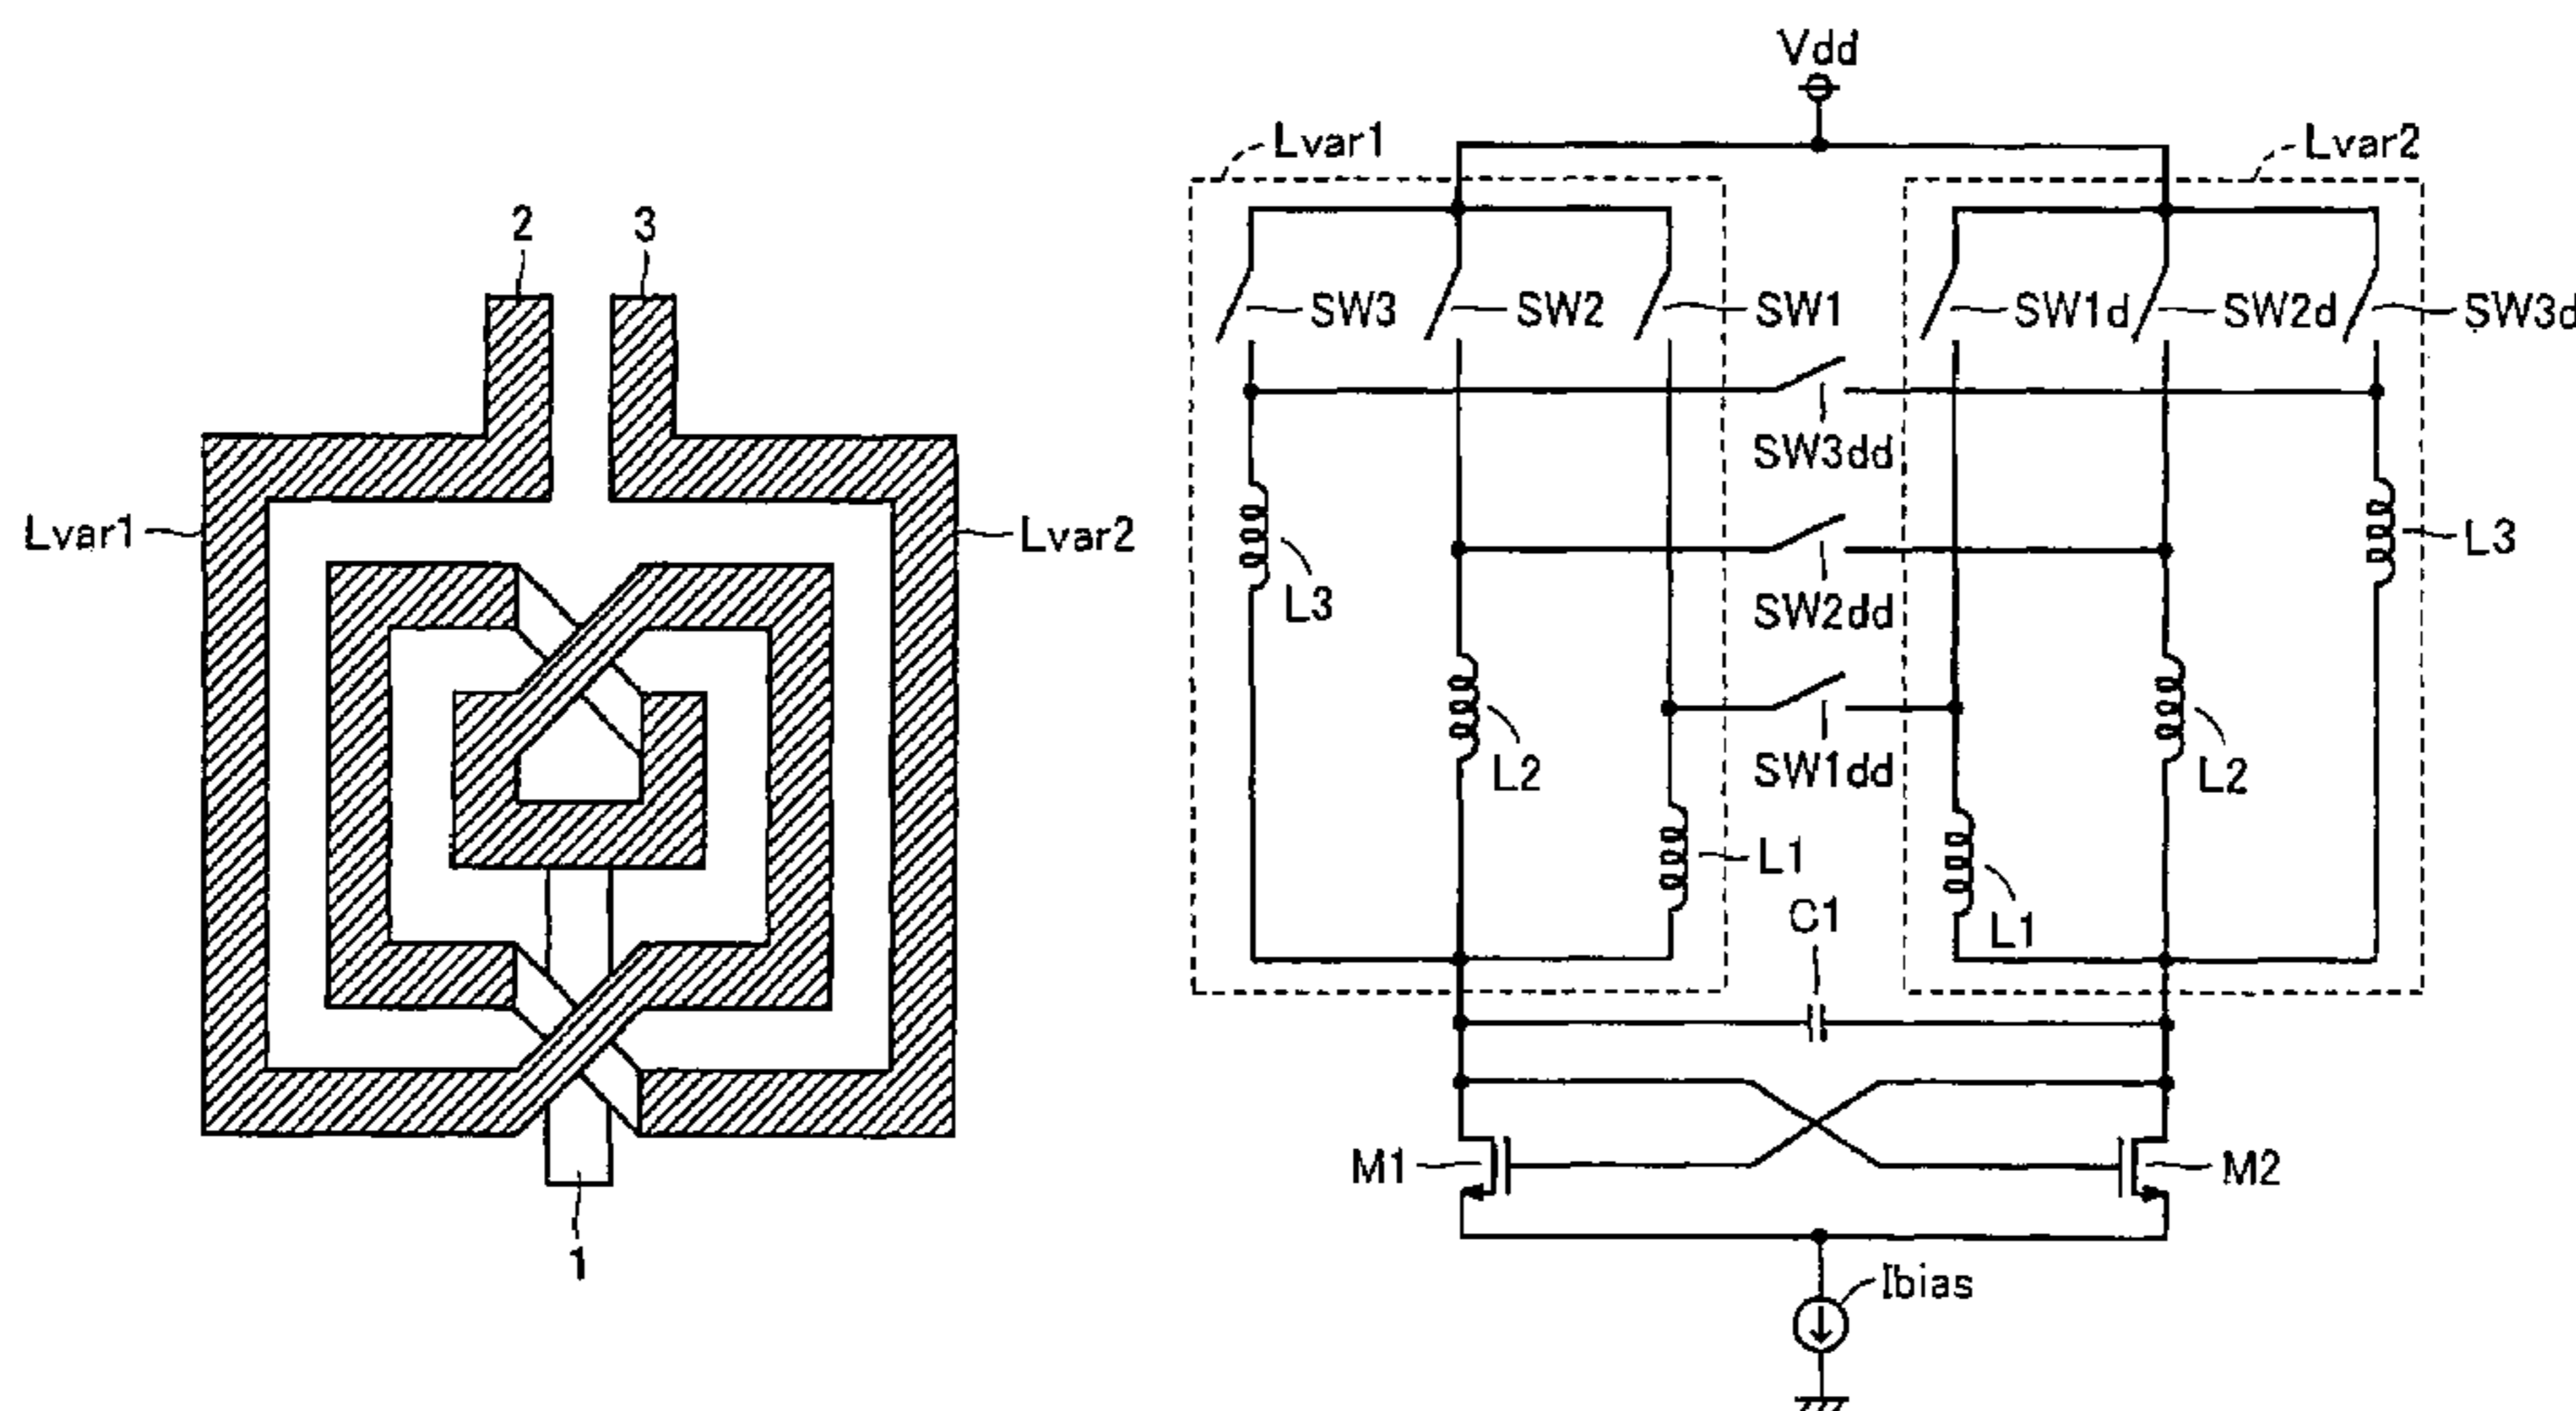 2 3
Lvar1 Lvar2
1
Vdd
Lvar1 Lvar2
SW3 SW2 SW1 SW1d SW2d SW3d
SW3dd
L3 L3
SW2dd
L2 L2
SW1dd
L1 L1
C1
M1 M2
Ibias